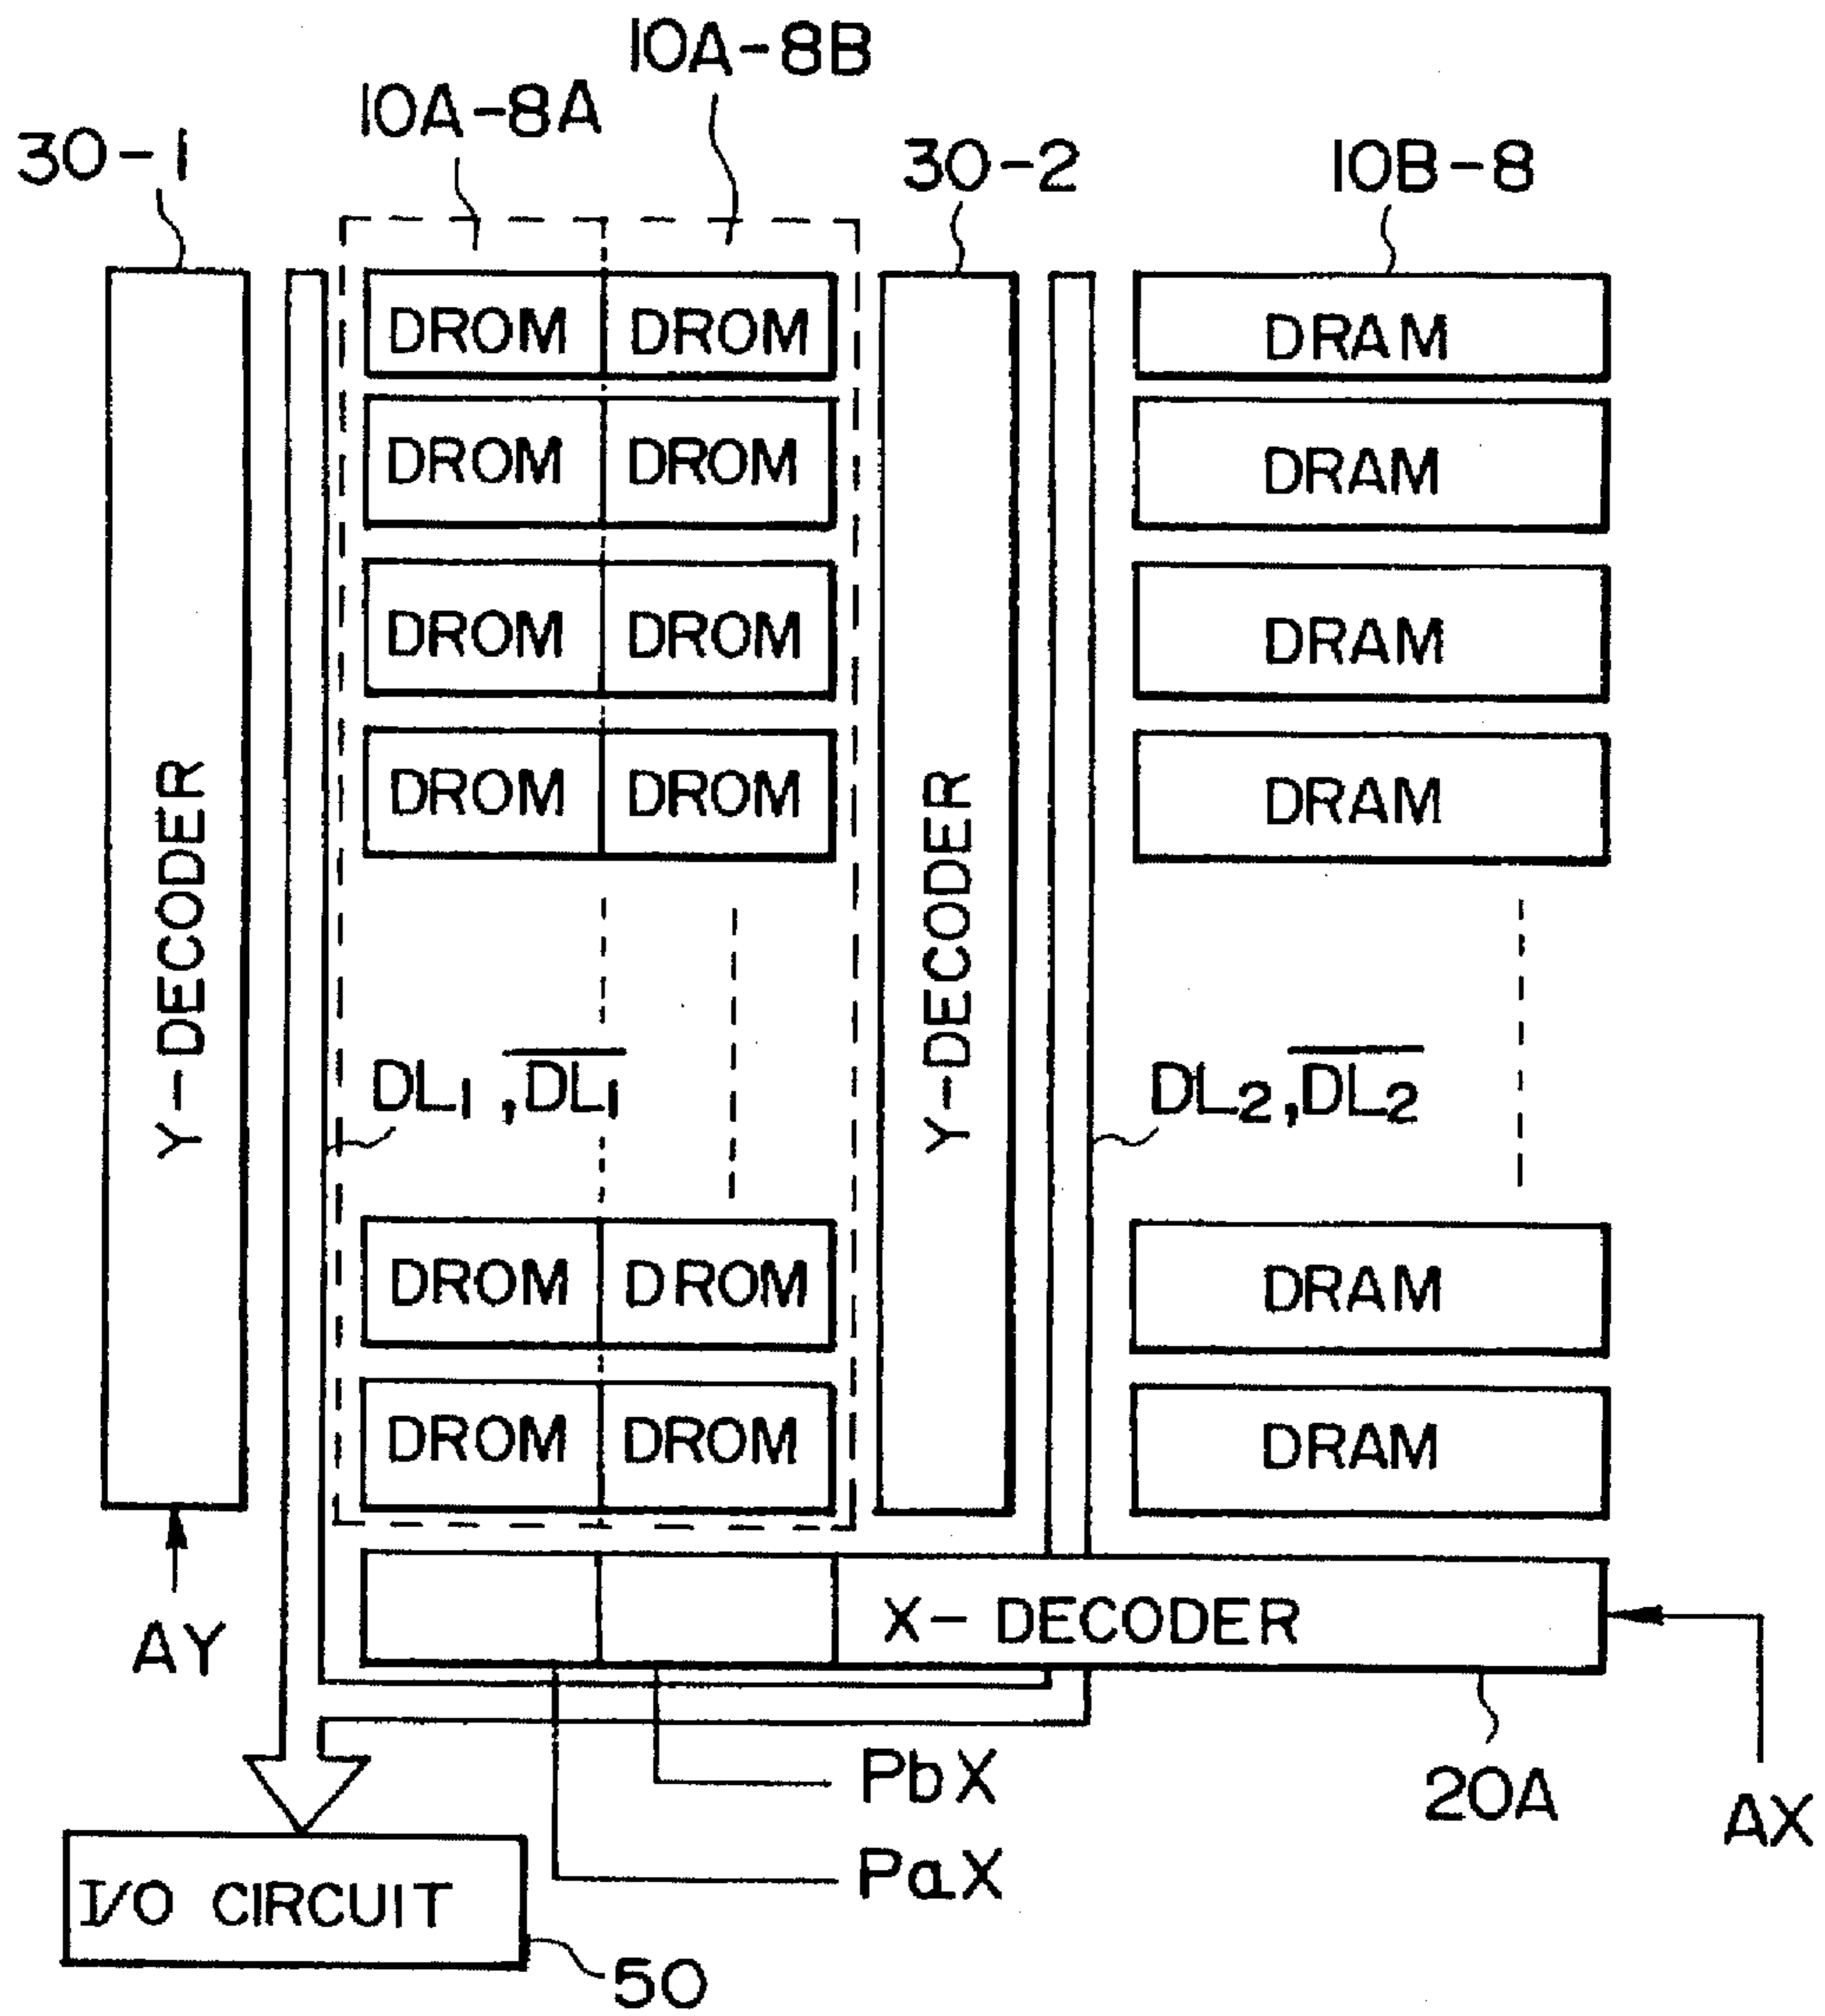 10A-8B
10A-8A
30-1
30-2
10B-8
DROM DROM DRAM
DROM DROM DRAM
DROM DROM DRAM
DROM DROM DRAM
Y-DECODER
Y-DECODER
DL₁, D̅L̅₁
DL₂, D̅L̅₂
DROM DROM DRAM
DROM DROM DRAM
X-DECODER
AY
PbX
20A
AX
PaX
I/O CIRCUIT
50